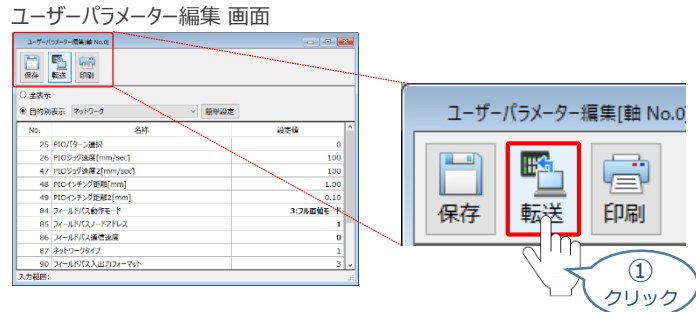 ユーザーパラメーター編集 画面
ユーザーパラメーター編集[軸 No.0]
保存 転送 印刷
全表示
目的別表示 ネットワーク 簡単設定
No. 名称 設定値
25 PIOパターン選択 0
26 PIOジョグ速度[mm/sec] 100
47 PIOジョグ速度2[mm/sec] 100
48 PIOインチング距離[mm] 1.00
49 PIOインチング距離2[mm] 0.10
84 フィールドバス動作モード 3:フル直値モード
85 フィールドバスノードアドレス 1
86 フィールドバス通信速度 0
87 ネットワークタイプ 1
90 フィールドバス入出力フォーマット 3
入力範囲:
ユーザーパラメーター編集[軸 No.0]
保存 転送 印刷
①
クリック